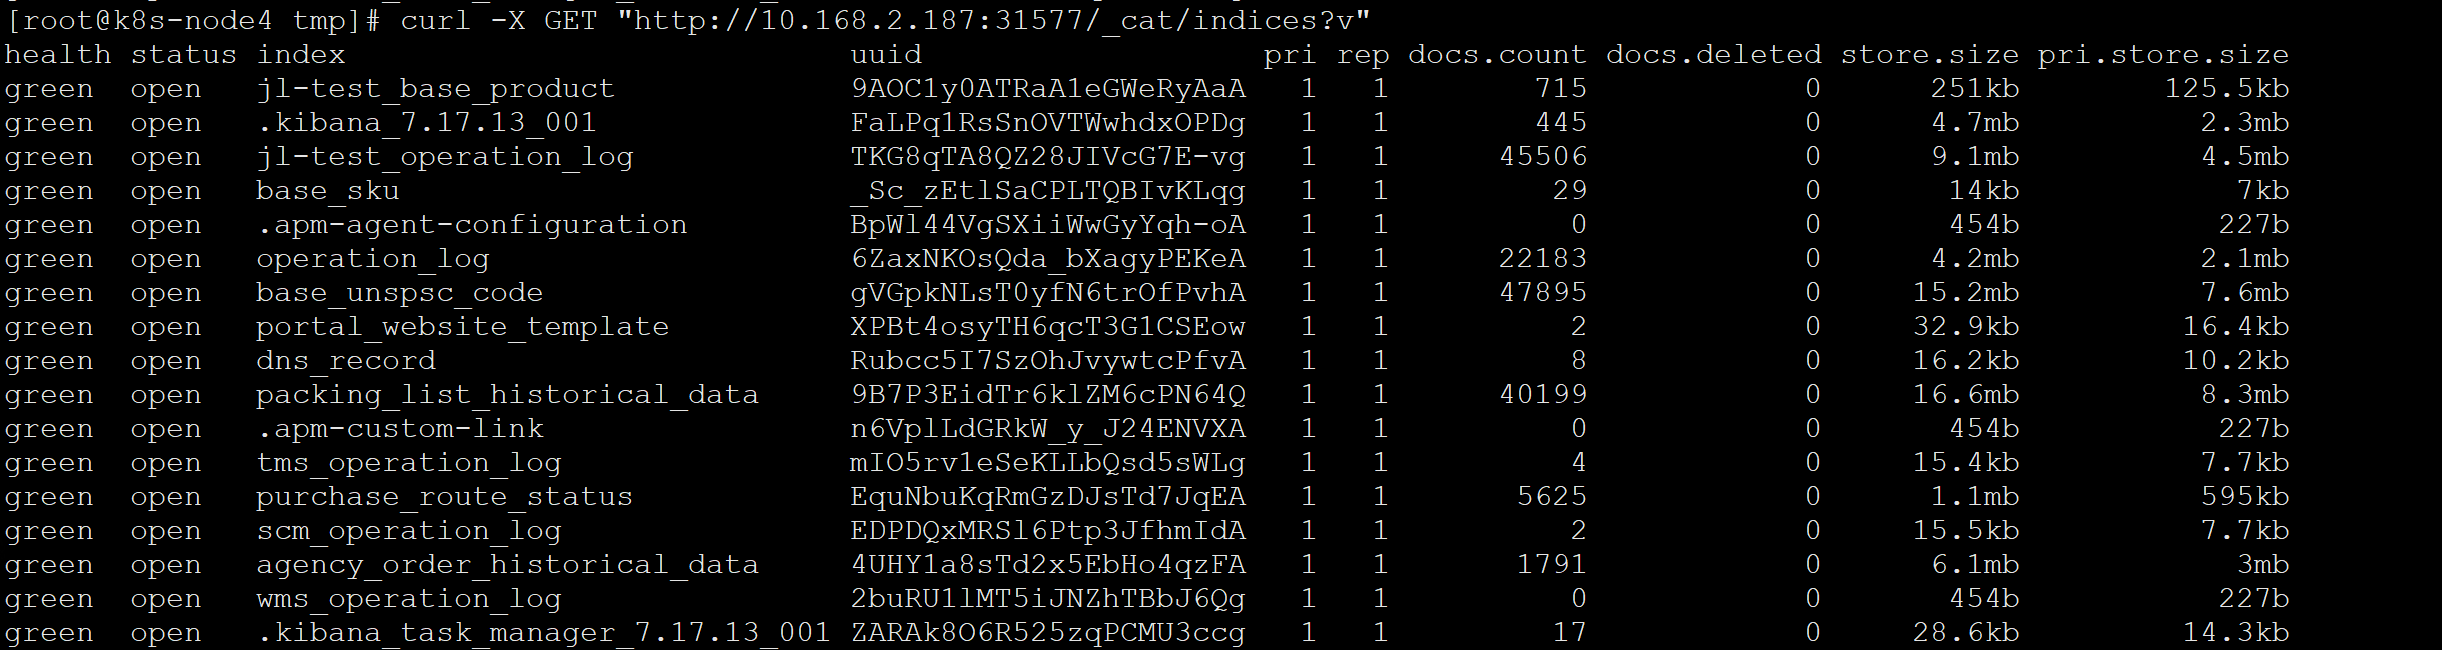 [root@k8s-node4 tmp]# curl -X GET "http://10.168.2.187:31577/_cat/indices?v"
health status index                           uuid                   pri rep docs.count docs.deleted store.size pri.store.size
green  open   jl-test_base_product            9AOC1y0ATRaA1eGWeRyAaA   1   1        715            0      251kb        125.5kb
green  open   .kibana_7.17.13_001             FaLPq1RsSnOVTWwhdxOPDg   1   1        445            0      4.7mb          2.3mb
green  open   jl-test_operation_log           TKG8qTA8QZ28JIVcG7E-vg   1   1      45506            0      9.1mb          4.5mb
green  open   base_sku                        _Sc_zEtlSaCPLTQBIvKLqg   1   1         29            0       14kb            7kb
green  open   .apm-agent-configuration        BpWl44VgSXiiWwGyYqh-oA   1   1          0            0       454b           227b
green  open   operation_log                   6ZaxNKOsQda_bXagyPEKeA   1   1      22183            0      4.2mb          2.1mb
green  open   base_unspsc_code                gVGpkNLsT0yfN6trOfPvhA   1   1      47895            0     15.2mb          7.6mb
green  open   portal_website_template         XPBt4osyTH6qcT3G1CSEow   1   1          2            0     32.9kb         16.4kb
green  open   dns_record                      Rubcc5I7SzOhJvywtcPfvA   1   1          8            0     16.2kb         10.2kb
green  open   packing_list_historical_data    9B7P3EidTr6klZM6cPN64Q   1   1      40199            0     16.6mb          8.3mb
green  open   .apm-custom-link                n6VplLdGRkW_y_J24ENVXA   1   1          0            0       454b           227b
green  open   tms_operation_log               mIO5rv1eSeKLLbQsd5sWLg   1   1          4            0     15.4kb          7.7kb
green  open   purchase_route_status           EquNbuKqRmGzDJsTd7JqEA   1   1       5625            0      1.1mb          595kb
green  open   scm_operation_log               EDPDQxMRSl6Ptp3JfhmIdA   1   1          2            0     15.5kb          7.7kb
green  open   agency_order_historical_data    4UHY1a8sTd2x5EbHo4qzFA   1   1       1791            0      6.1mb            3mb
green  open   wms_operation_log               2buRU1lMT5iJNZhTBbJ6Qg   1   1          0            0       454b           227b
green  open   .kibana_task_manager_7.17.13_001 ZARAk8O6R525zqPCMU3ccg   1   1         17            0     28.6kb         14.3kb